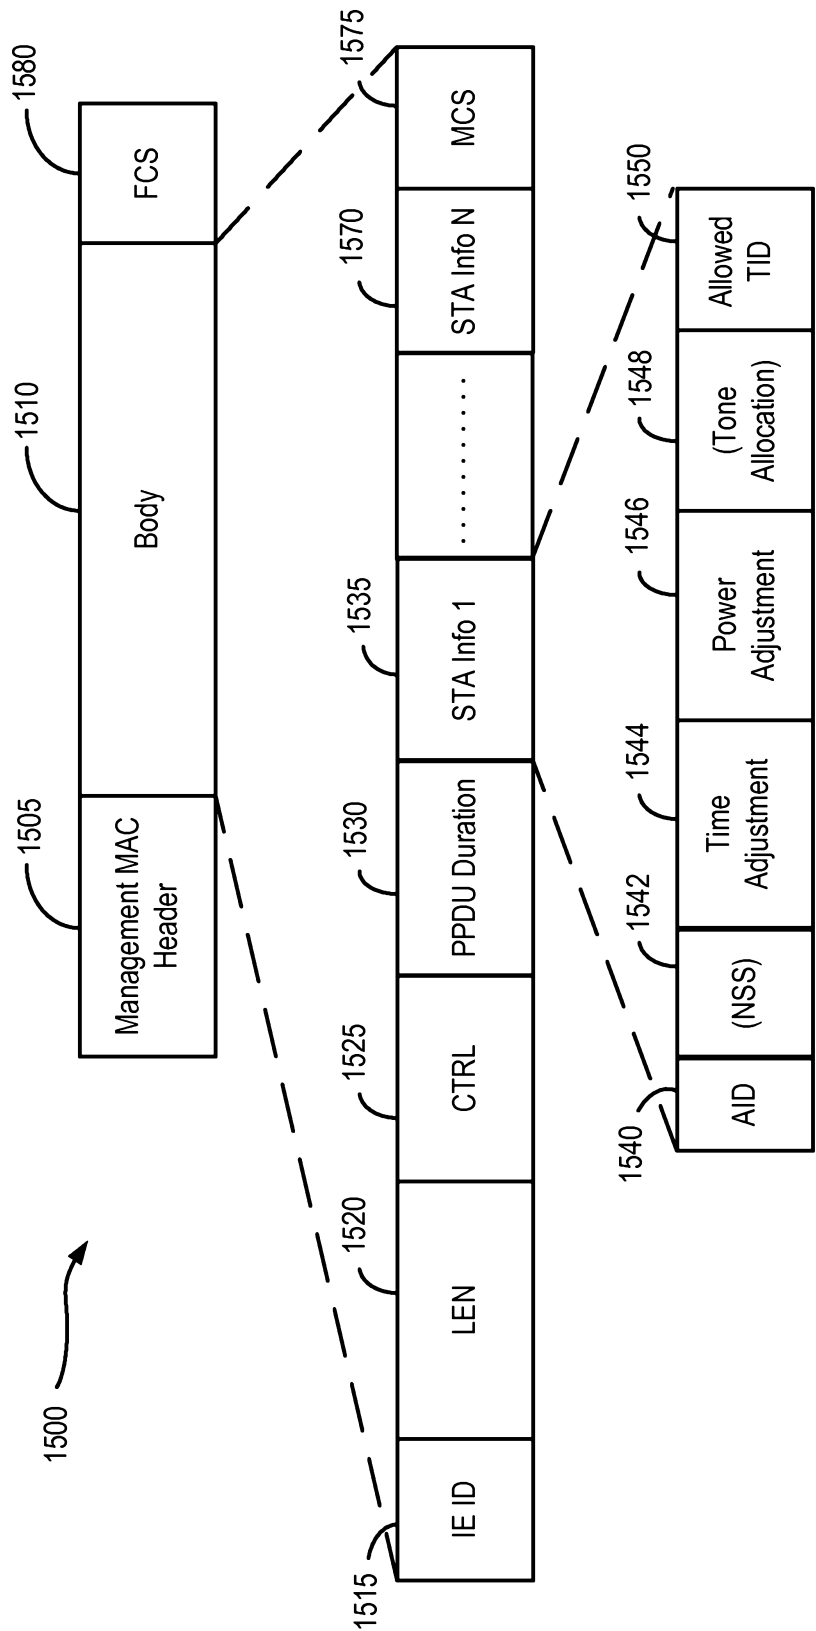 1500
1505
1510
1580
Management MAC
Header
Body
FCS
1515
1520
1525
1530
1535
1570
1575
IE ID
LEN
CTRL
PPDU Duration
STA Info 1
..........
STA Info N
MCS
1540
1542
1544
1546
1548
1550
AID
(NSS)
Time
Adjustment
Power
Adjustment
(Tone
Allocation)
Allowed
TID